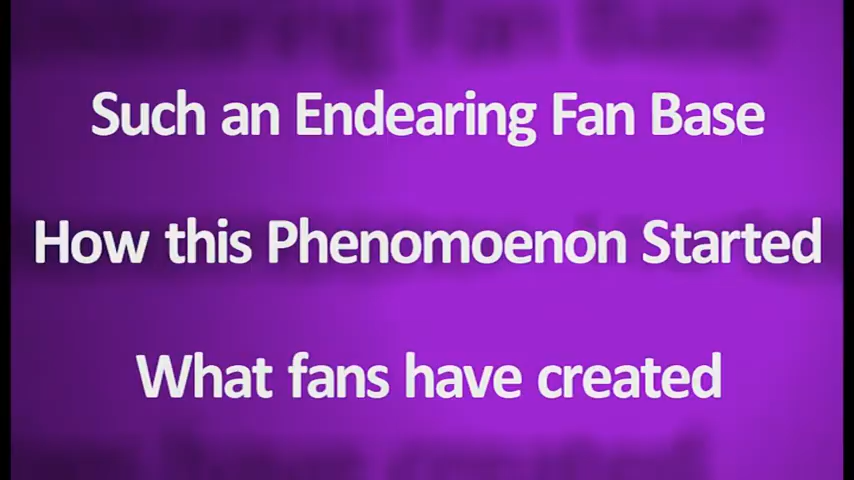 Such an Endearing Fan Base
How this Phenomoenon Started
What fans have created